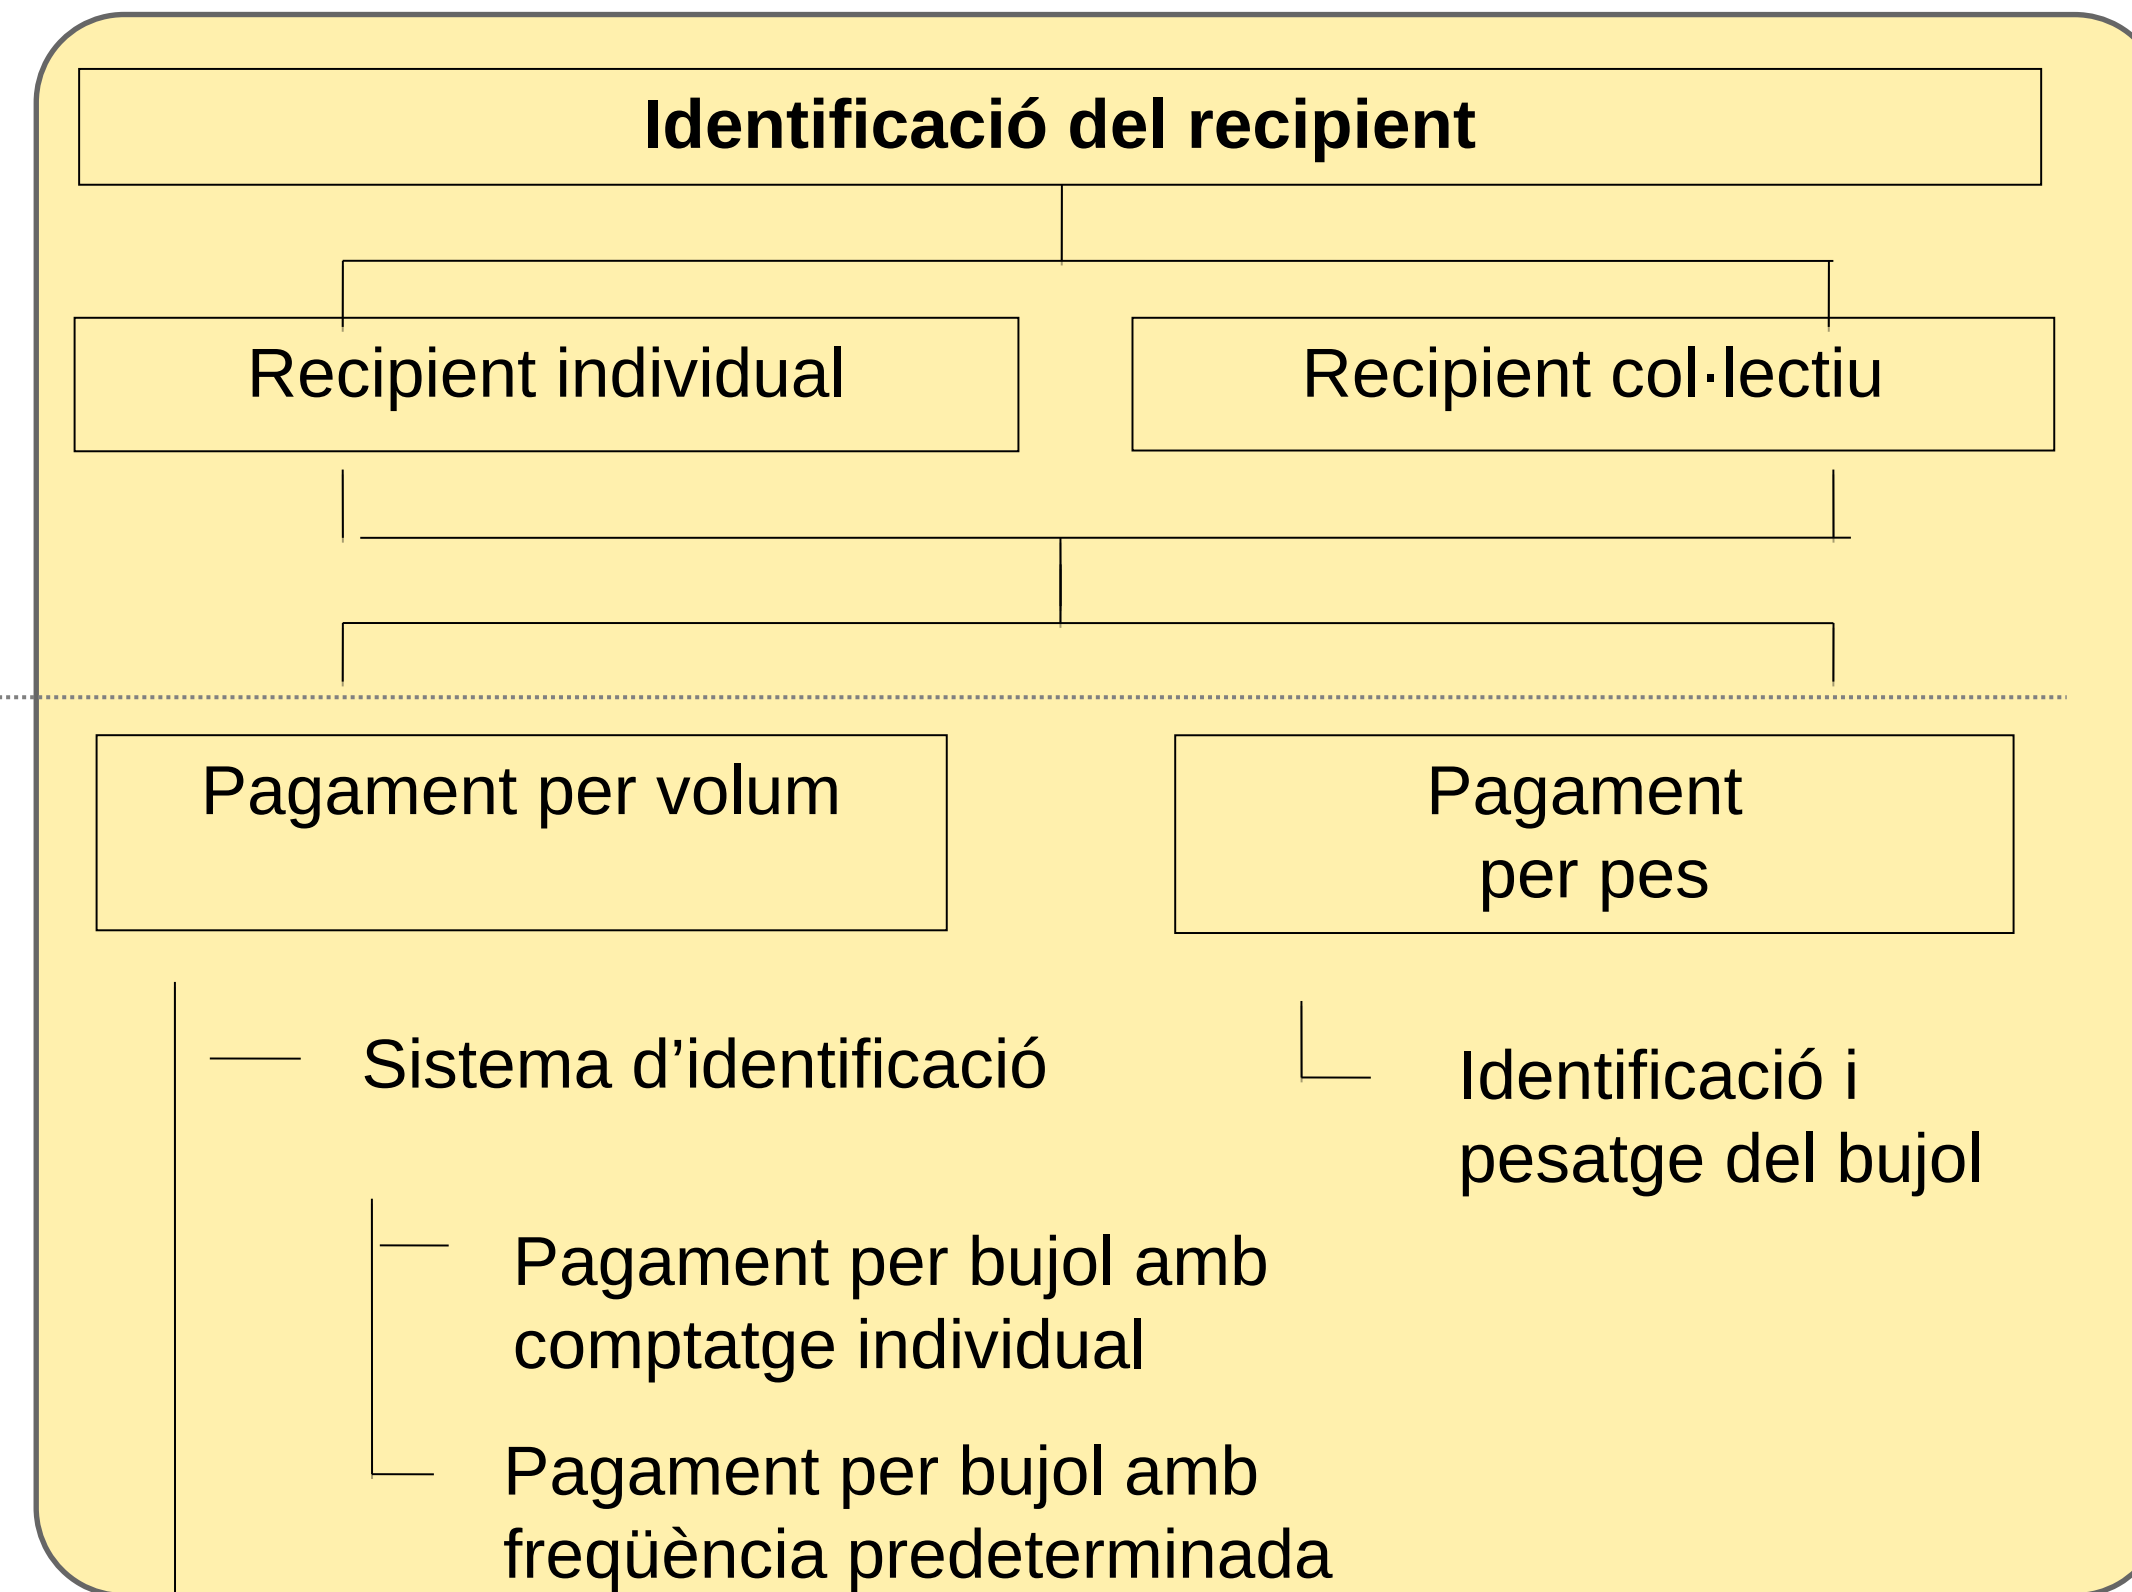 Identificació del recipient
Recipient individual
Recipient col·lectiu
Pagament per volum
Pagament
per pes
Sistema d’identificació
Identificació i
pesatge del bujol
Pagament per bujol amb
comptatge individual
Pagament per bujol amb
freqüència predeterminada